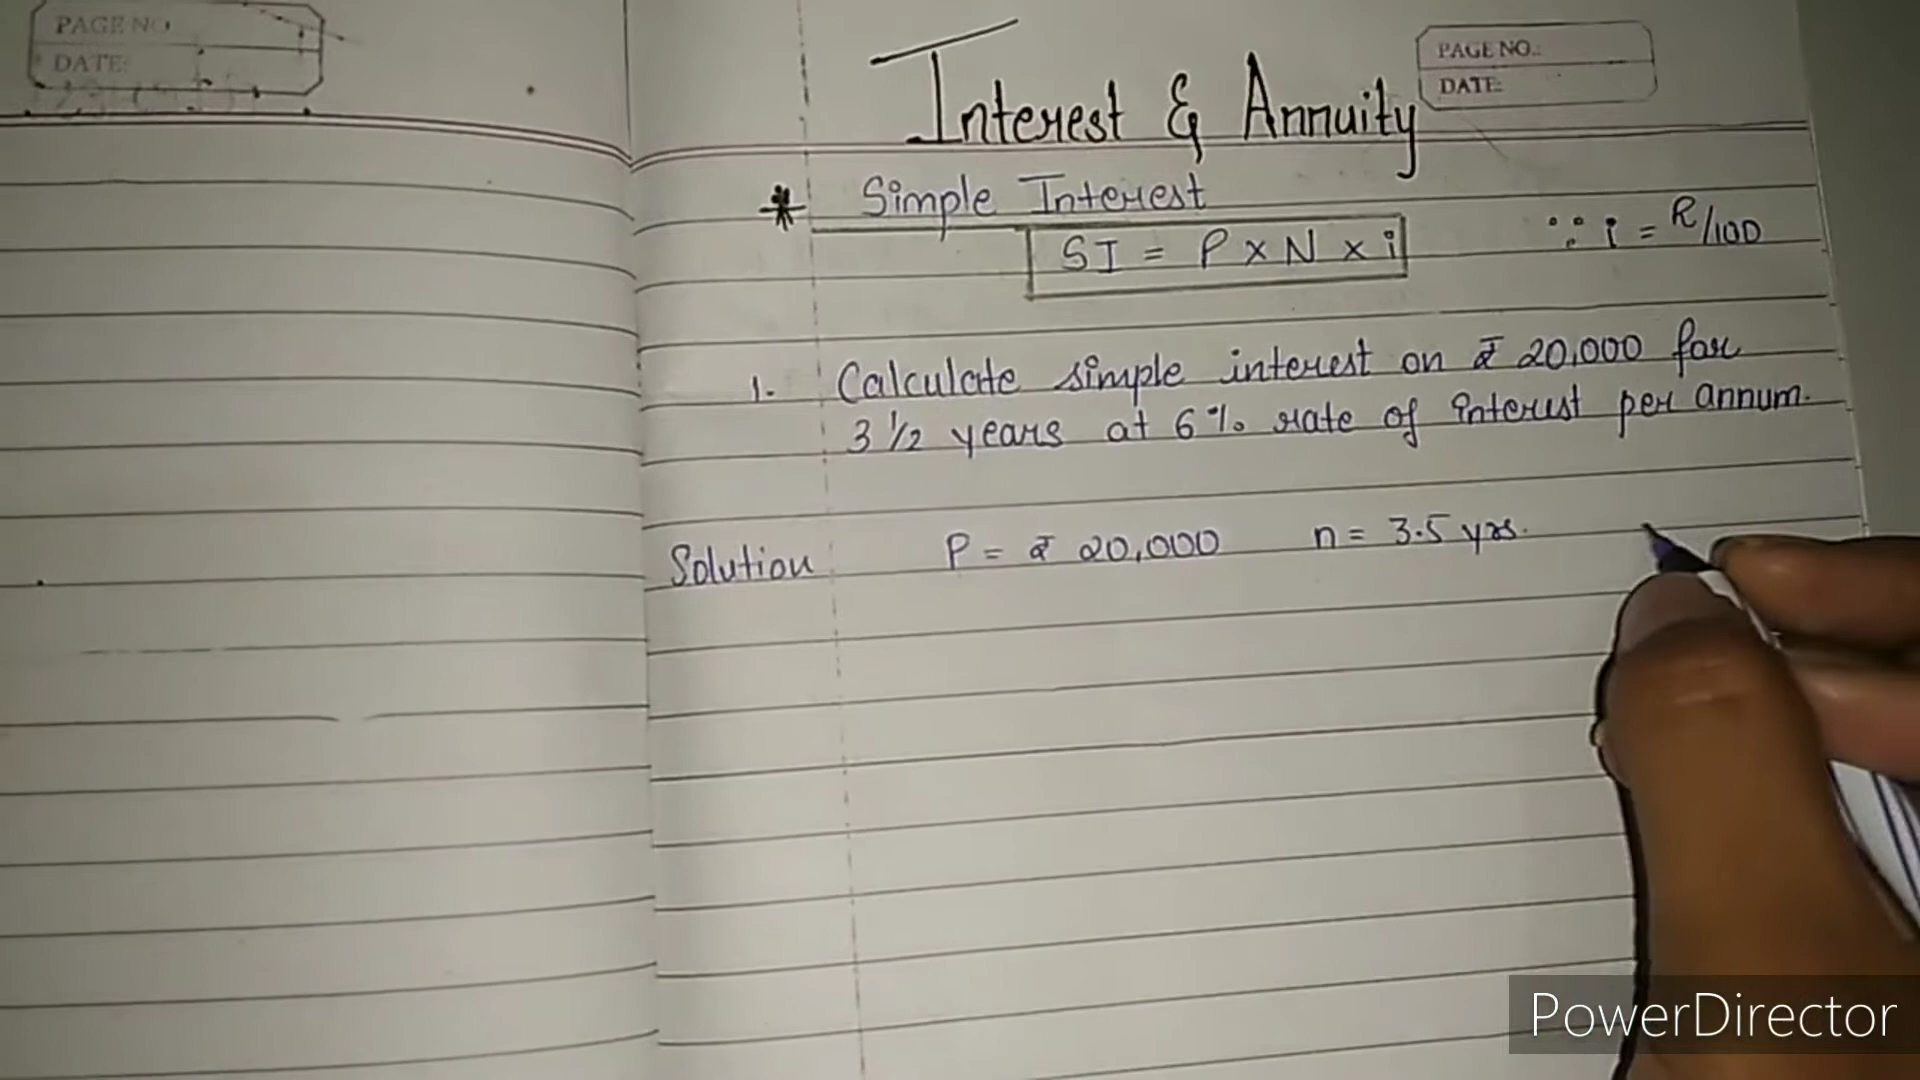 PAGE NO
DATE:
PAGE NO.:
DATE:
Interest & Annuity
* Simple Interest
SI = P x N x i ∵ i = R/100
1. Calculate simple interest on ₹ 20,000 for
3 1/2 years at 6% rate of interest per annum.
Solution P = ₹ 20,000 n = 3.5 yrs.
PowerDirector